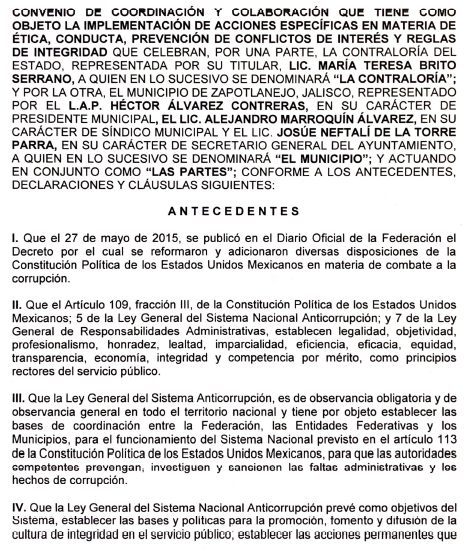 CONVENIO DE COORDINACIÓN Y COLABORACIÓN QUE TIENE COMO
OBJETO LA IMPLEMENTACIÓN DE ACCIONES ESPECÍFICAS EN MATERIA DE
ÉTICA, CONDUCTA, PREVENCIÓN DE CONFLICTOS DE INTERÉS Y REGLAS
DE INTEGRIDAD QUE CELEBRAN, POR UNA PARTE, LA CONTRALORÍA DEL
ESTADO, REPRESENTADA POR SU TITULAR, LIC. MARÍA TERESA BRITO
SERRANO, A QUIEN EN LO SUCESIVO SE DENOMINARÁ “LA CONTRALORÍA”;
Y POR LA OTRA, EL MUNICIPIO DE ZAPOTLANEJO, JALISCO, REPRESENTADO
POR EL L.A.P. HÉCTOR ÁLVAREZ CONTRERAS, EN SU CARÁCTER DE
PRESIDENTE MUNICIPAL, EL LIC. ALEJANDRO MARROQUÍN ÁLVAREZ, EN SU
CARÁCTER DE SÍNDICO MUNICIPAL Y EL LIC. JOSÚE NEFTALÍ DE LA TORRE
PARRA, EN SU CARÁCTER DE SECRETARIO GENERAL DEL AYUNTAMIENTO,
A QUIEN EN LO SUCESIVO SE DENOMINARÁ “EL MUNICIPIO”; Y ACTUANDO
EN CONJUNTO COMO “LAS PARTES”; CONFORME A LOS ANTECEDENTES,
DECLARACIONES Y CLÁUSULAS SIGUIENTES:
A N T E C E D E N T E S
I. Que el 27 de mayo de 2015, se publicó en el Diario Oficial de la Federación el
Decreto por el cual se reformaron y adicionaron diversas disposiciones de la
Constitución Política de los Estados Unidos Mexicanos en materia de combate a la
corrupción.
II. Que el Artículo 109, fracción III, de la Constitución Política de los Estados Unidos
Mexicanos; 5 de la Ley General del Sistema Nacional Anticorrupción; y 7 de la Ley
General de Responsabilidades Administrativas, establecen legalidad, objetividad,
profesionalismo, honradez, lealtad, imparcialidad, eficiencia, eficacia, equidad,
transparencia, economía, integridad y competencia por mérito, como principios
rectores del servicio público.
III. Que la Ley General del Sistema Anticorrupción, es de observancia obligatoria y de
observancia general en todo el territorio nacional y tiene por objeto establecer las
bases de coordinación entre la Federación, las Entidades Federativas y los
Municipios, para el funcionamiento del Sistema Nacional previsto en el artículo 113
de la Constitución Política de los Estados Unidos Mexicanos, para que las autoridades
competentes prevengan, investiguen y sancionen las faltas administrativas y los
hechos de corrupción.
IV. Que la Ley General del Sistema Nacional Anticorrupción prevé como objetivos del
Sistema, establecer las bases y políticas para la promoción, fomento y difusión de la
cultura de integridad en el servicio público; establecer las acciones permanentes que